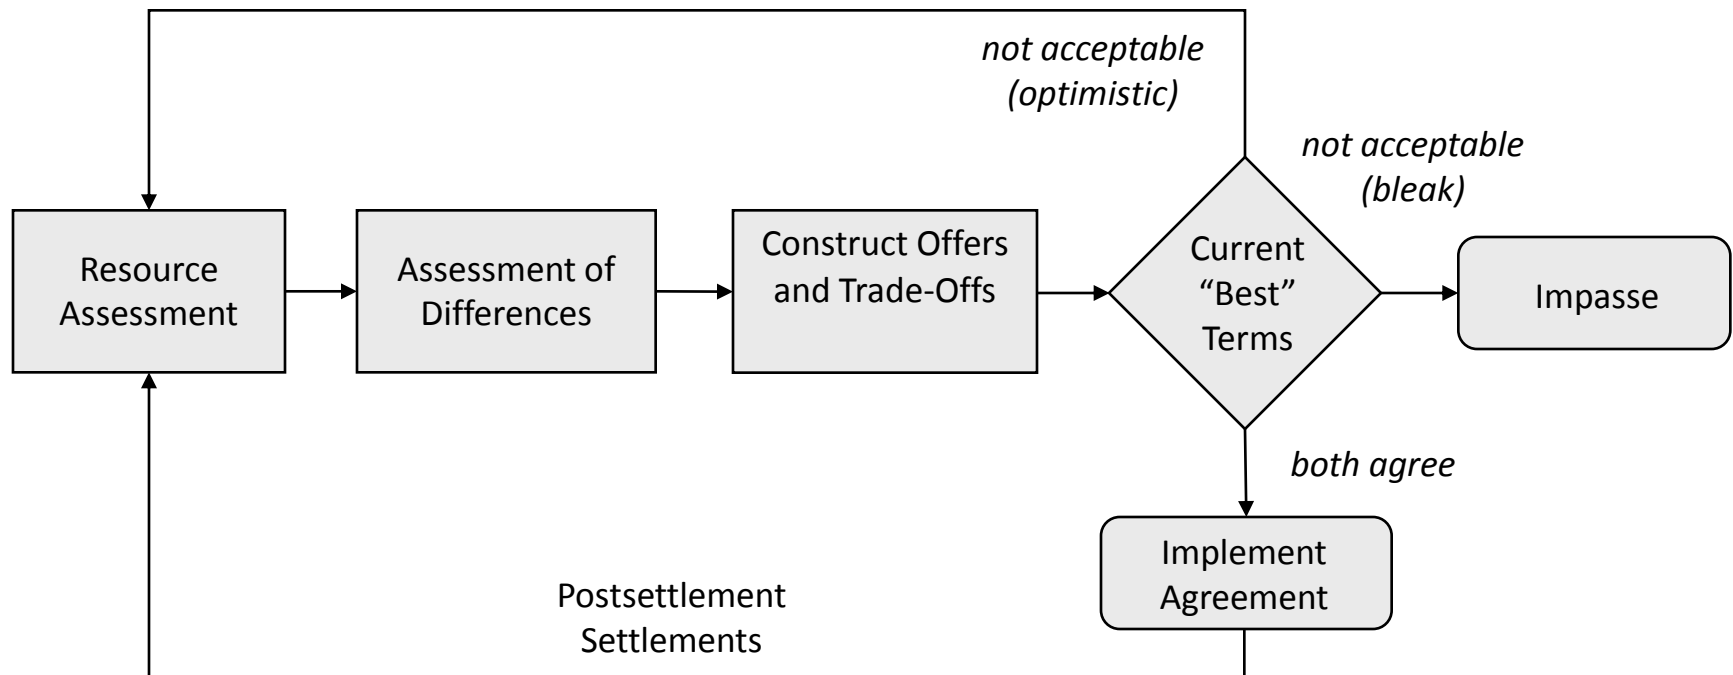 not acceptable
(optimistic)
not acceptable
(bleak)
Resource
Assessment
Assessment of
Differences
Construct Offers
and Trade-Offs
Current
“Best”
Terms
Impasse
both agree
Implement
Agreement
Postsettlement
Settlements